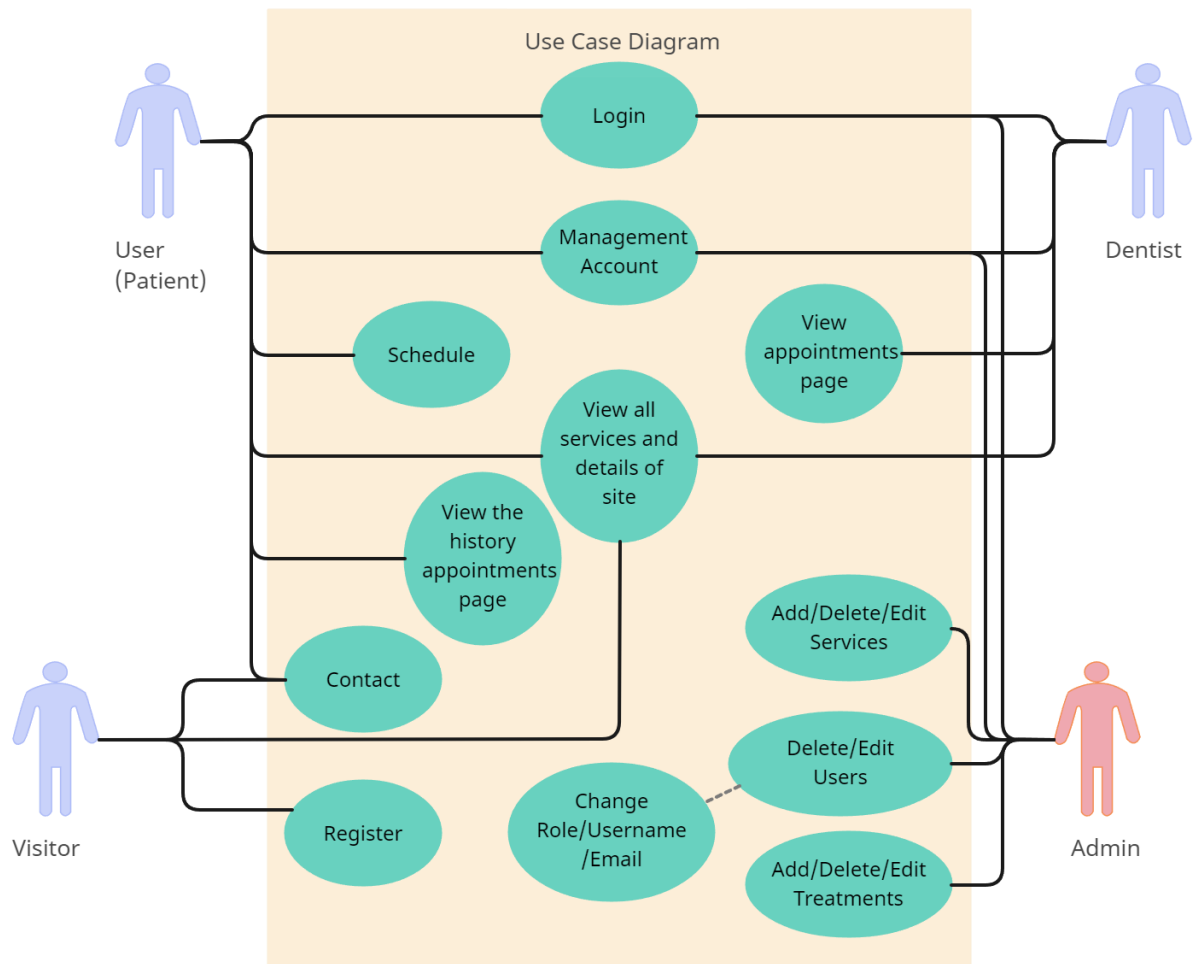 Use Case Diagram
Login
User
(Patient)
Dentist
Management
Account
Schedule
View
appointments
page
View all
services and
details of
site
View the
history
appointments
page
Add/Delete/Edit
Services
Contact
Delete/Edit
Users
Change
Role/Username
/Email
Register
Visitor
Admin
Add/Delete/Edit
Treatments